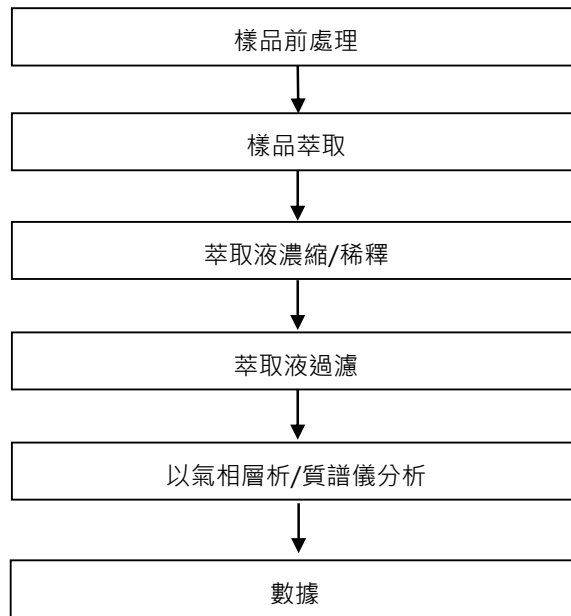 樣品前處理
樣品萃取
萃取液濃縮/稀釋
萃取液過濾
以氣相層析/質譜儀分析
數據